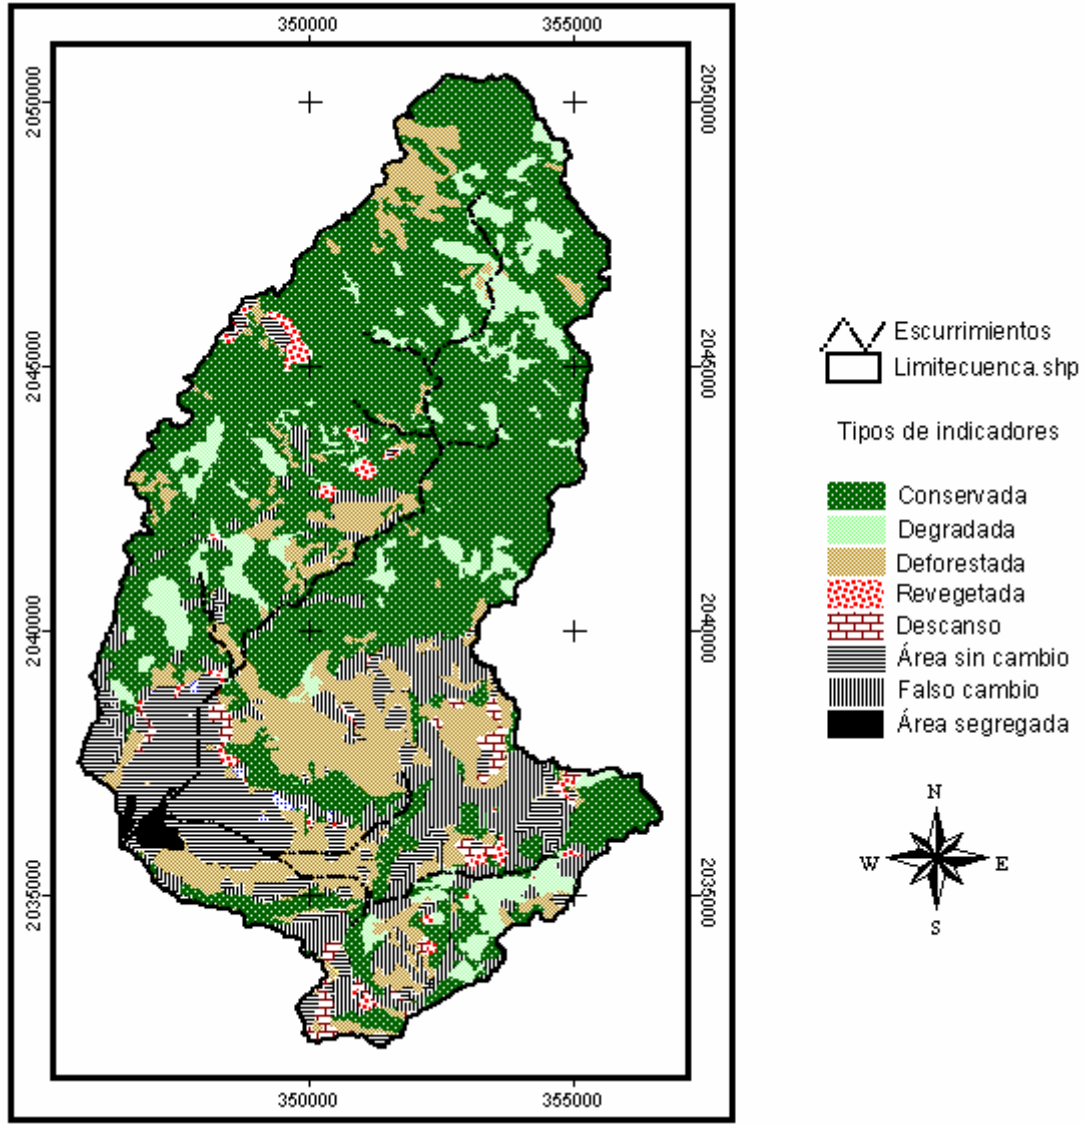 350000 355000
2050000 2050000
2045000 2045000
2040000 2040000
2035000 2035000
350000 355000
Escurrimientos
Limitecuenca.shp
Tipos de indicadores
Conservada
Degradada
Deforestada
Revegetada
Descanso
Área sin cambio
Falso cambio
Área segregada
N
W E
S